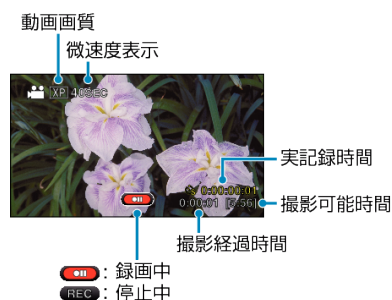 動画画質
微速度表示
XP 40SEC
実記録時間
0:00:00:01
0:00:01 [5:56]
撮影可能時間
撮影経過時間
: 録画中
REC : 停止中